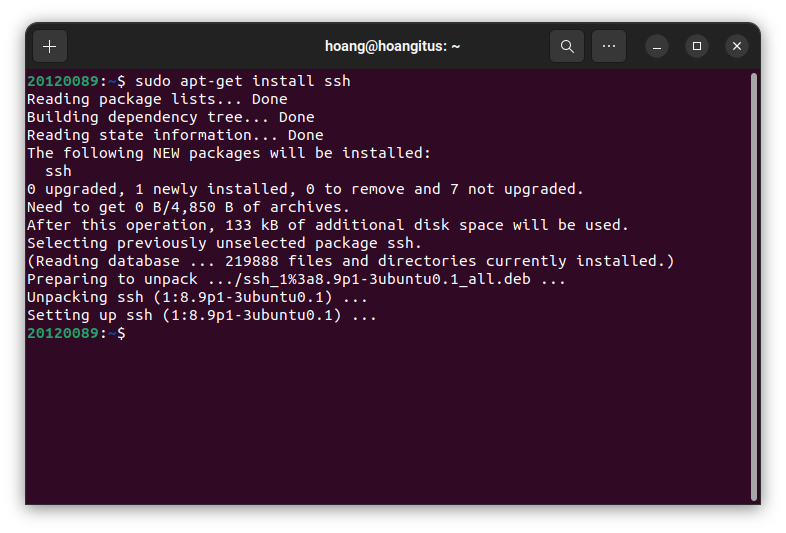 hoang@hoangitus: ~
20120089:~$ sudo apt-get install ssh
Reading package lists... Done
Building dependency tree... Done
Reading state information... Done
The following NEW packages will be installed:
  ssh
0 upgraded, 1 newly installed, 0 to remove and 7 not upgraded.
Need to get 0 B/4,850 B of archives.
After this operation, 133 kB of additional disk space will be used.
Selecting previously unselected package ssh.
(Reading database ... 219888 files and directories currently installed.)
Preparing to unpack .../ssh_1%3a8.9p1-3ubuntu0.1_all.deb ...
Unpacking ssh (1:8.9p1-3ubuntu0.1) ...
Setting up ssh (1:8.9p1-3ubuntu0.1) ...
20120089:~$